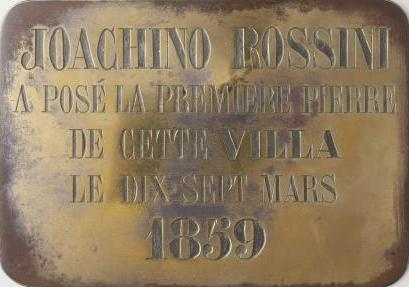 JOACHINO ROSSINI
A POSÉ LA PREMIÈRE PIERRE
DE CETTE VILLA
LE DIX-SEPT MARS
1859